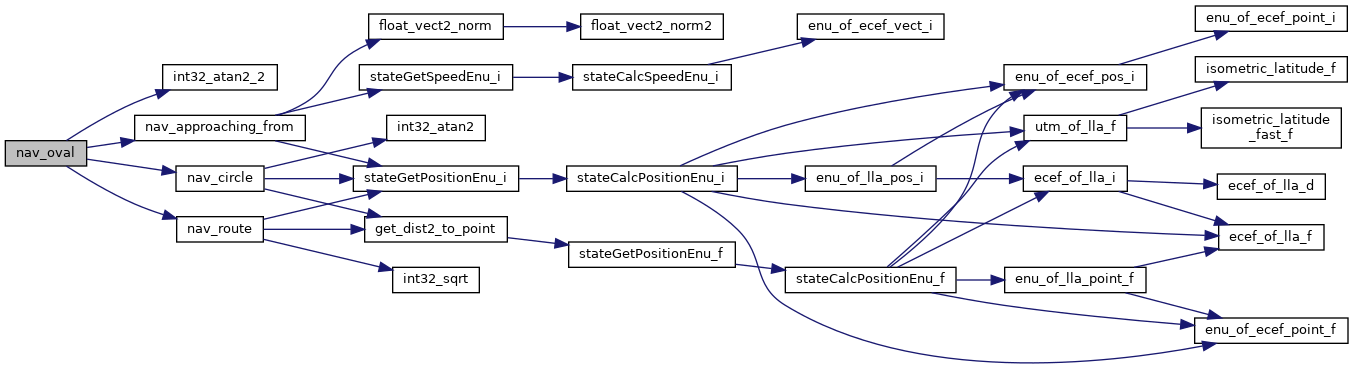 nav_oval
int32_atan2_2
nav_approaching_from
nav_circle
nav_route
float_vect2_norm
stateGetSpeedEnu_i
int32_atan2
stateGetPositionEnu_i
get_dist2_to_point
int32_sqrt
float_vect2_norm2
stateCalcSpeedEnu_i
stateCalcPositionEnu_i
stateGetPositionEnu_f
enu_of_ecef_vect_i
enu_of_lla_pos_i
stateCalcPositionEnu_f
enu_of_ecef_pos_i
utm_of_lla_f
ecef_of_lla_i
enu_of_lla_point_f
enu_of_ecef_point_i
isometric_latitude_f
isometric_latitude
_fast_f
ecef_of_lla_d
ecef_of_lla_f
enu_of_ecef_point_f